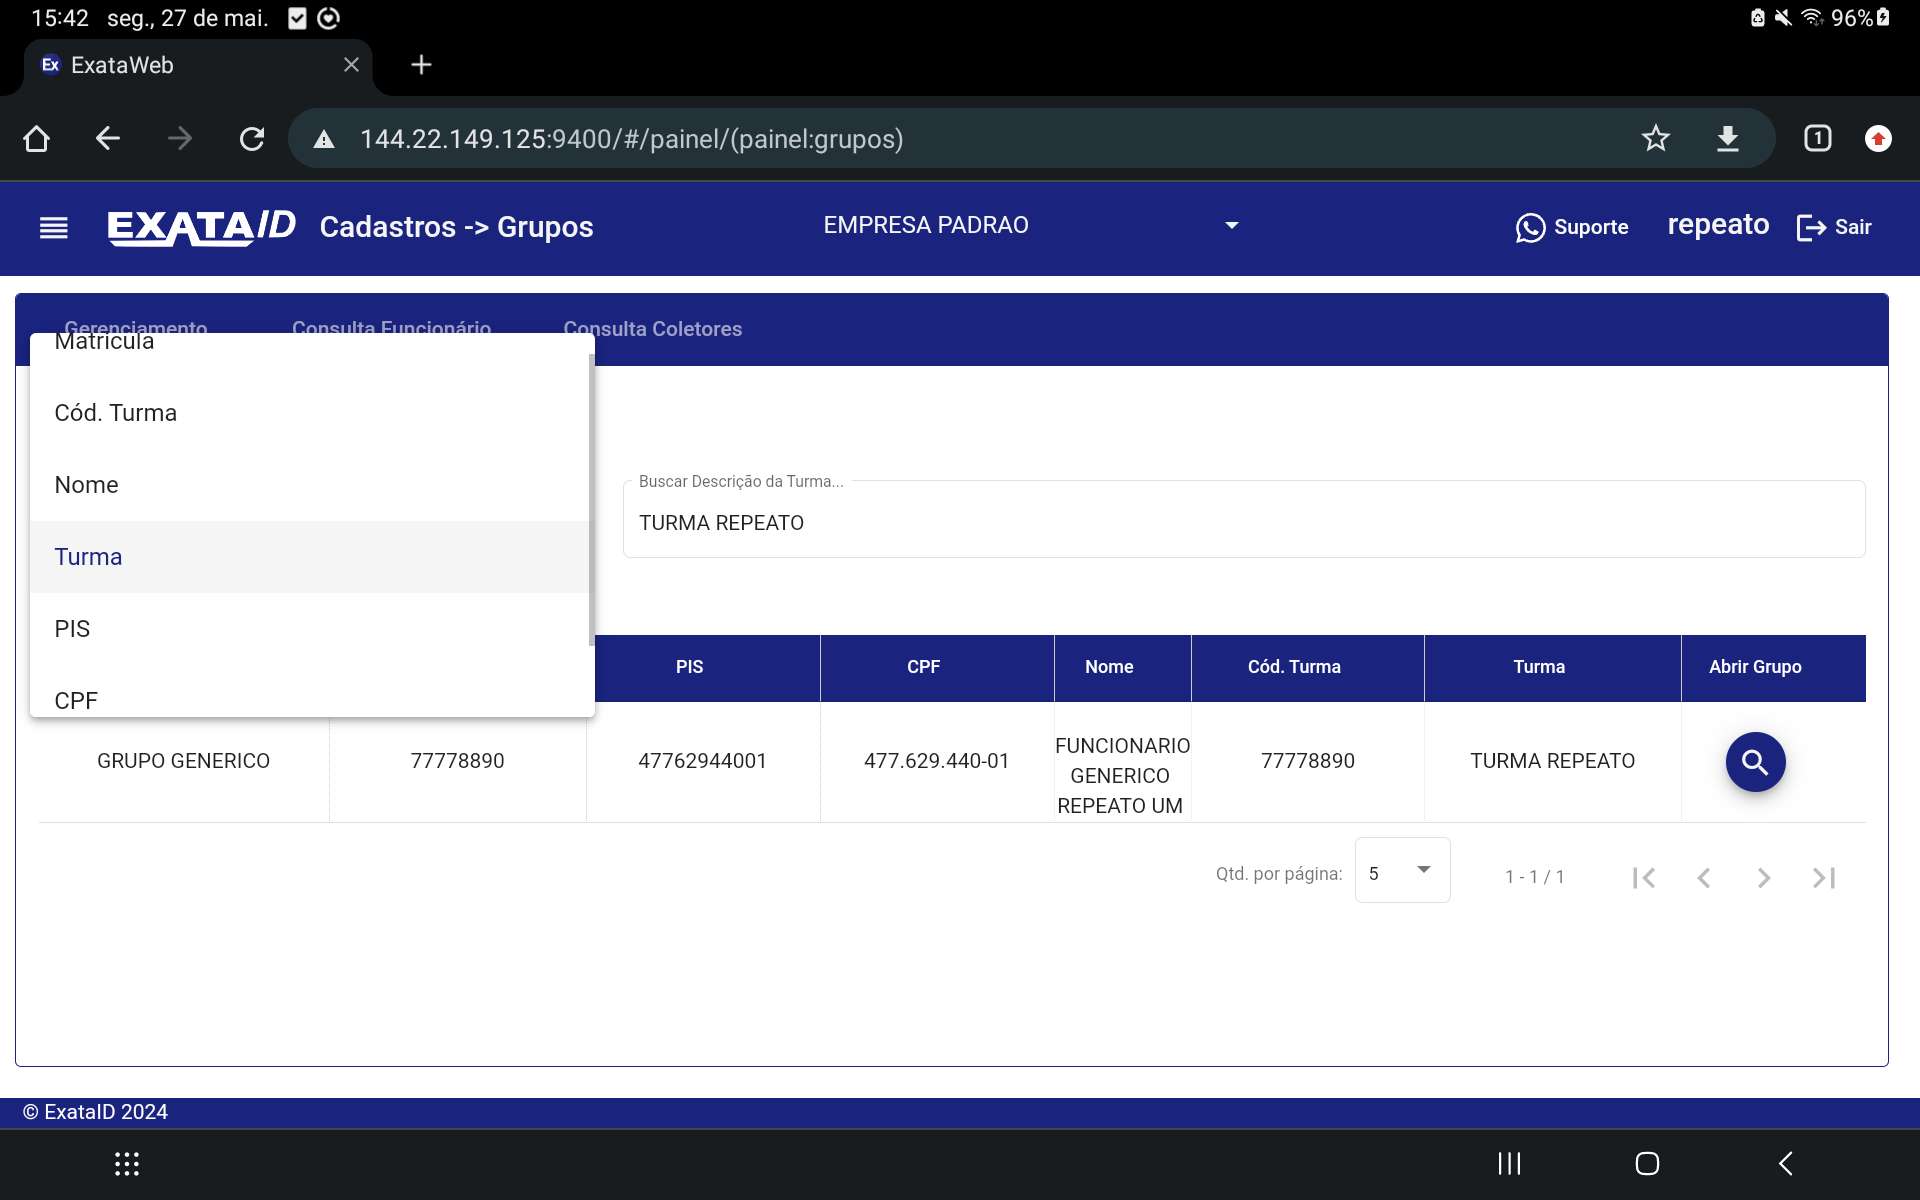 15:42 seg., 27 de mai. 96%
Ex ExataWeb
144.22.149.125:9400/#/painel/(painel:grupos) 1
EXATAID Cadastros -> Grupos EMPRESA PADRAO Suporte repeato Sair
Gerenciamento Consulta Funcionário Consulta Coletores
Matrícula
Cód. Turma
Nome
Turma
PIS
CPF
Buscar Descrição da Turma...
TURMA REPEATO
PIS CPF Nome Cód. Turma Turma Abrir Grupo
GRUPO GENERICO 77778890 47762944001 477.629.440-01 FUNCIONARIO GENERICO REPEATO UM 77778890 TURMA REPEATO
Qtd. por página: 5 1 - 1 / 1
© ExataID 2024